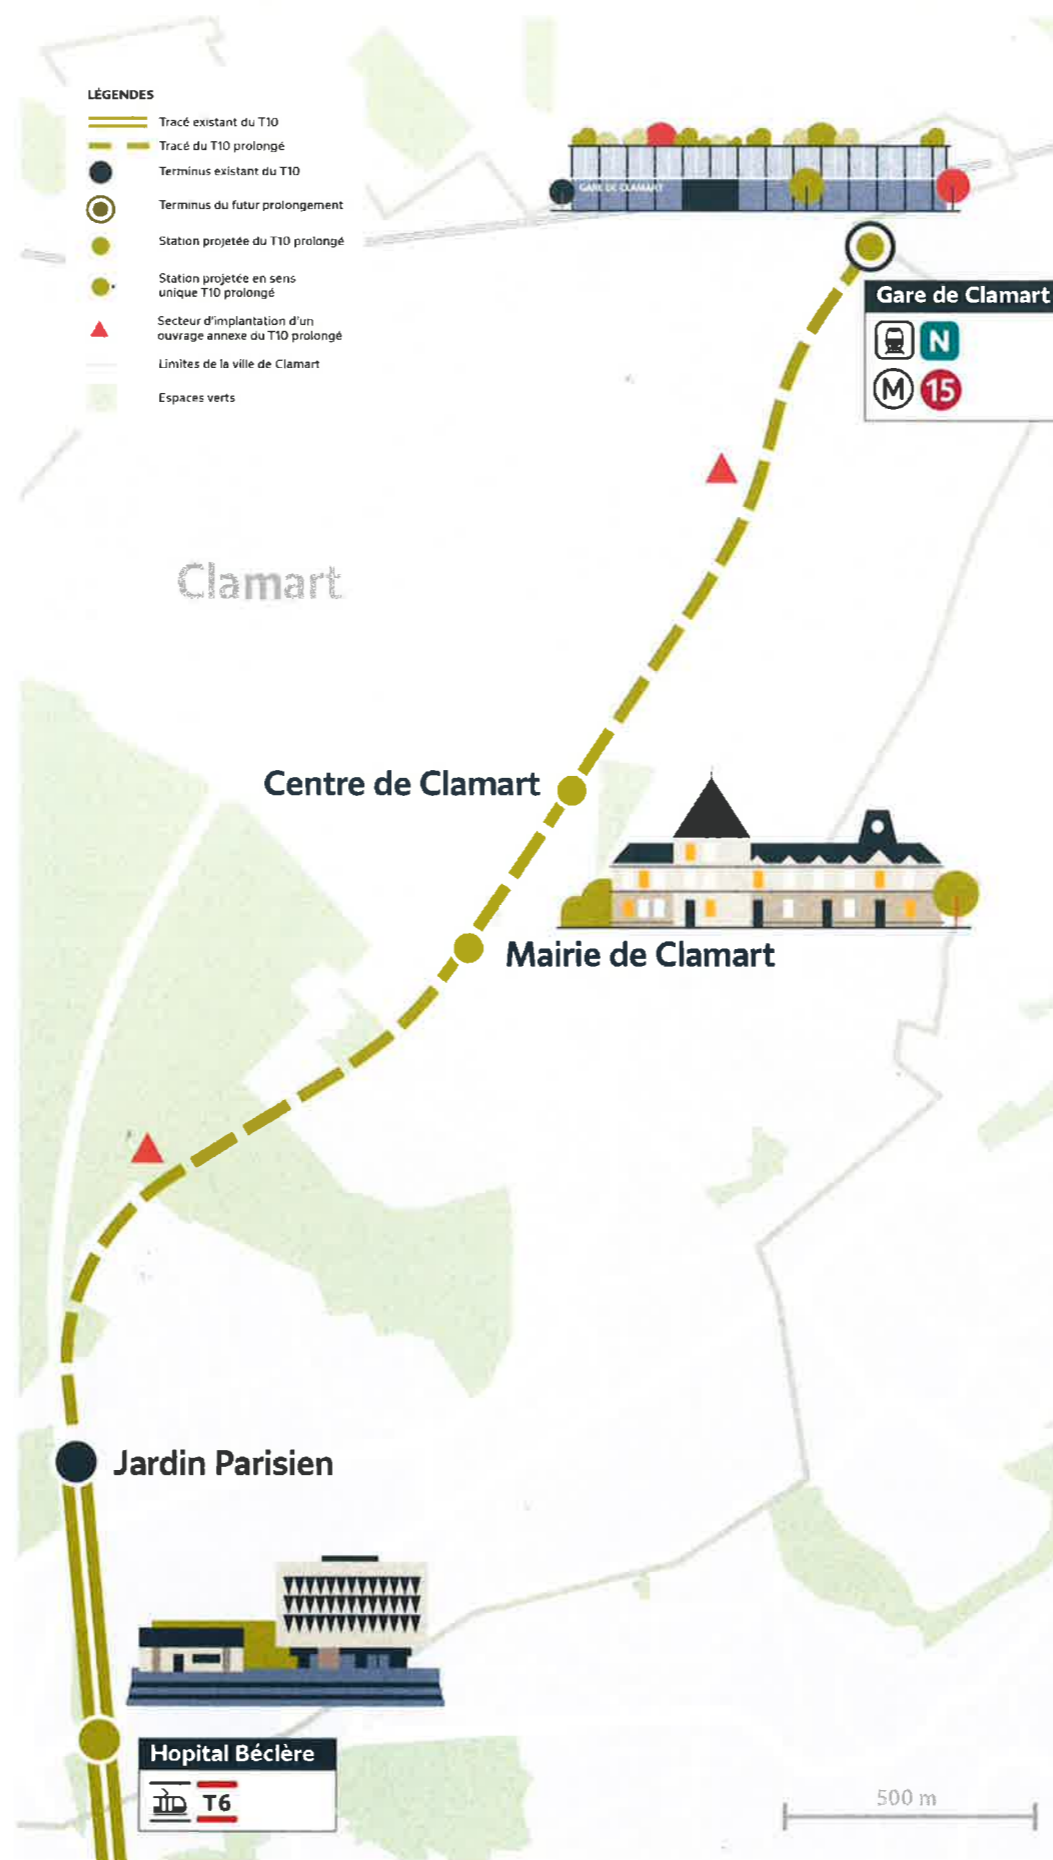 LÉGENDES
Tracé existant du T10
Tracé du T10 prolongé
Terminus existant du T10
Terminus du futur prolongement
Station projetée du T10 prolongé
Station projetée en sens
unique T10 prolongé
Secteur d'implantation d'un
ouvrage annexe du T10 prolongé
Limites de la ville de Clamart
Espaces verts
GARE DE CLAMART
Gare de Clamart
N
M 15
Clamart
Centre de Clamart
Mairie de Clamart
Jardin Parisien
Hopital Béclère
T6
500 m